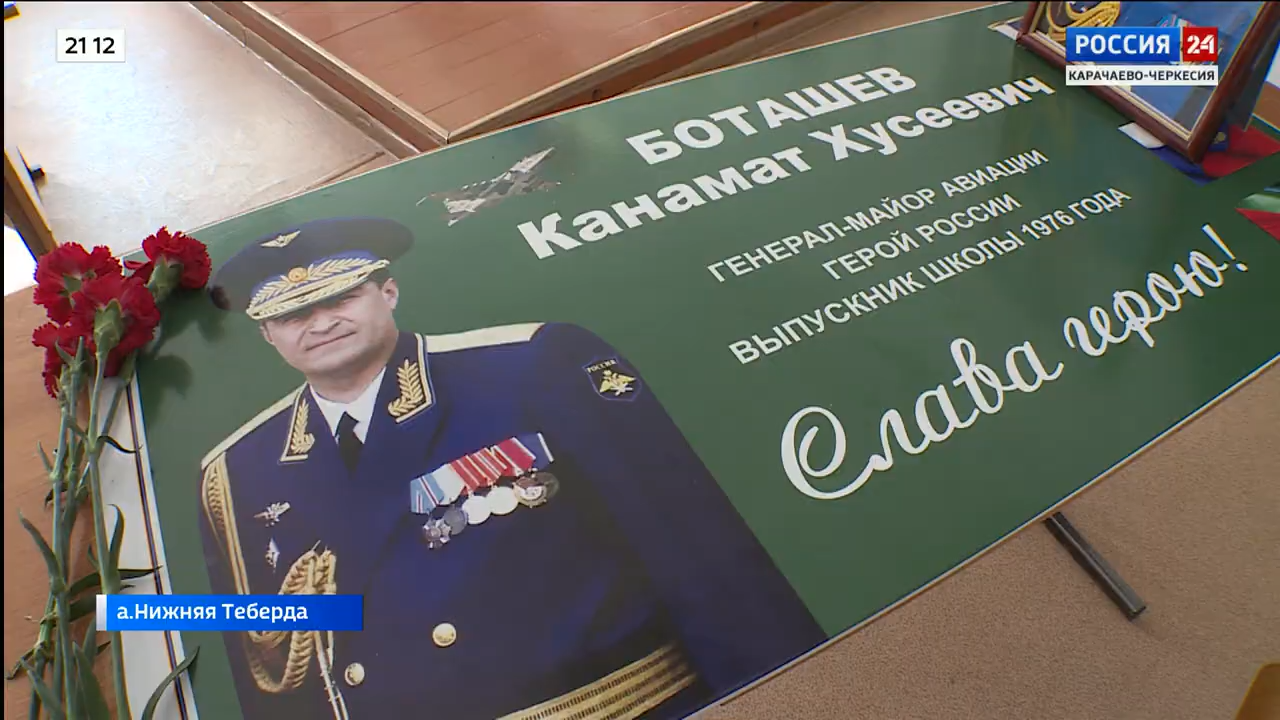 21 12
РОССИЯ 24
КАРАЧАЕВО-ЧЕРКЕСИЯ
БОТАШЕВ
Канамат Хусеевич
ГЕНЕРАЛ-МАЙОР АВИАЦИИ
ГЕРОЙ РОССИИ
ВЫПУСКНИК ШКОЛЫ 1976 ГОДА
Слава герою!
РОССИЯ
а.Нижняя Теберда